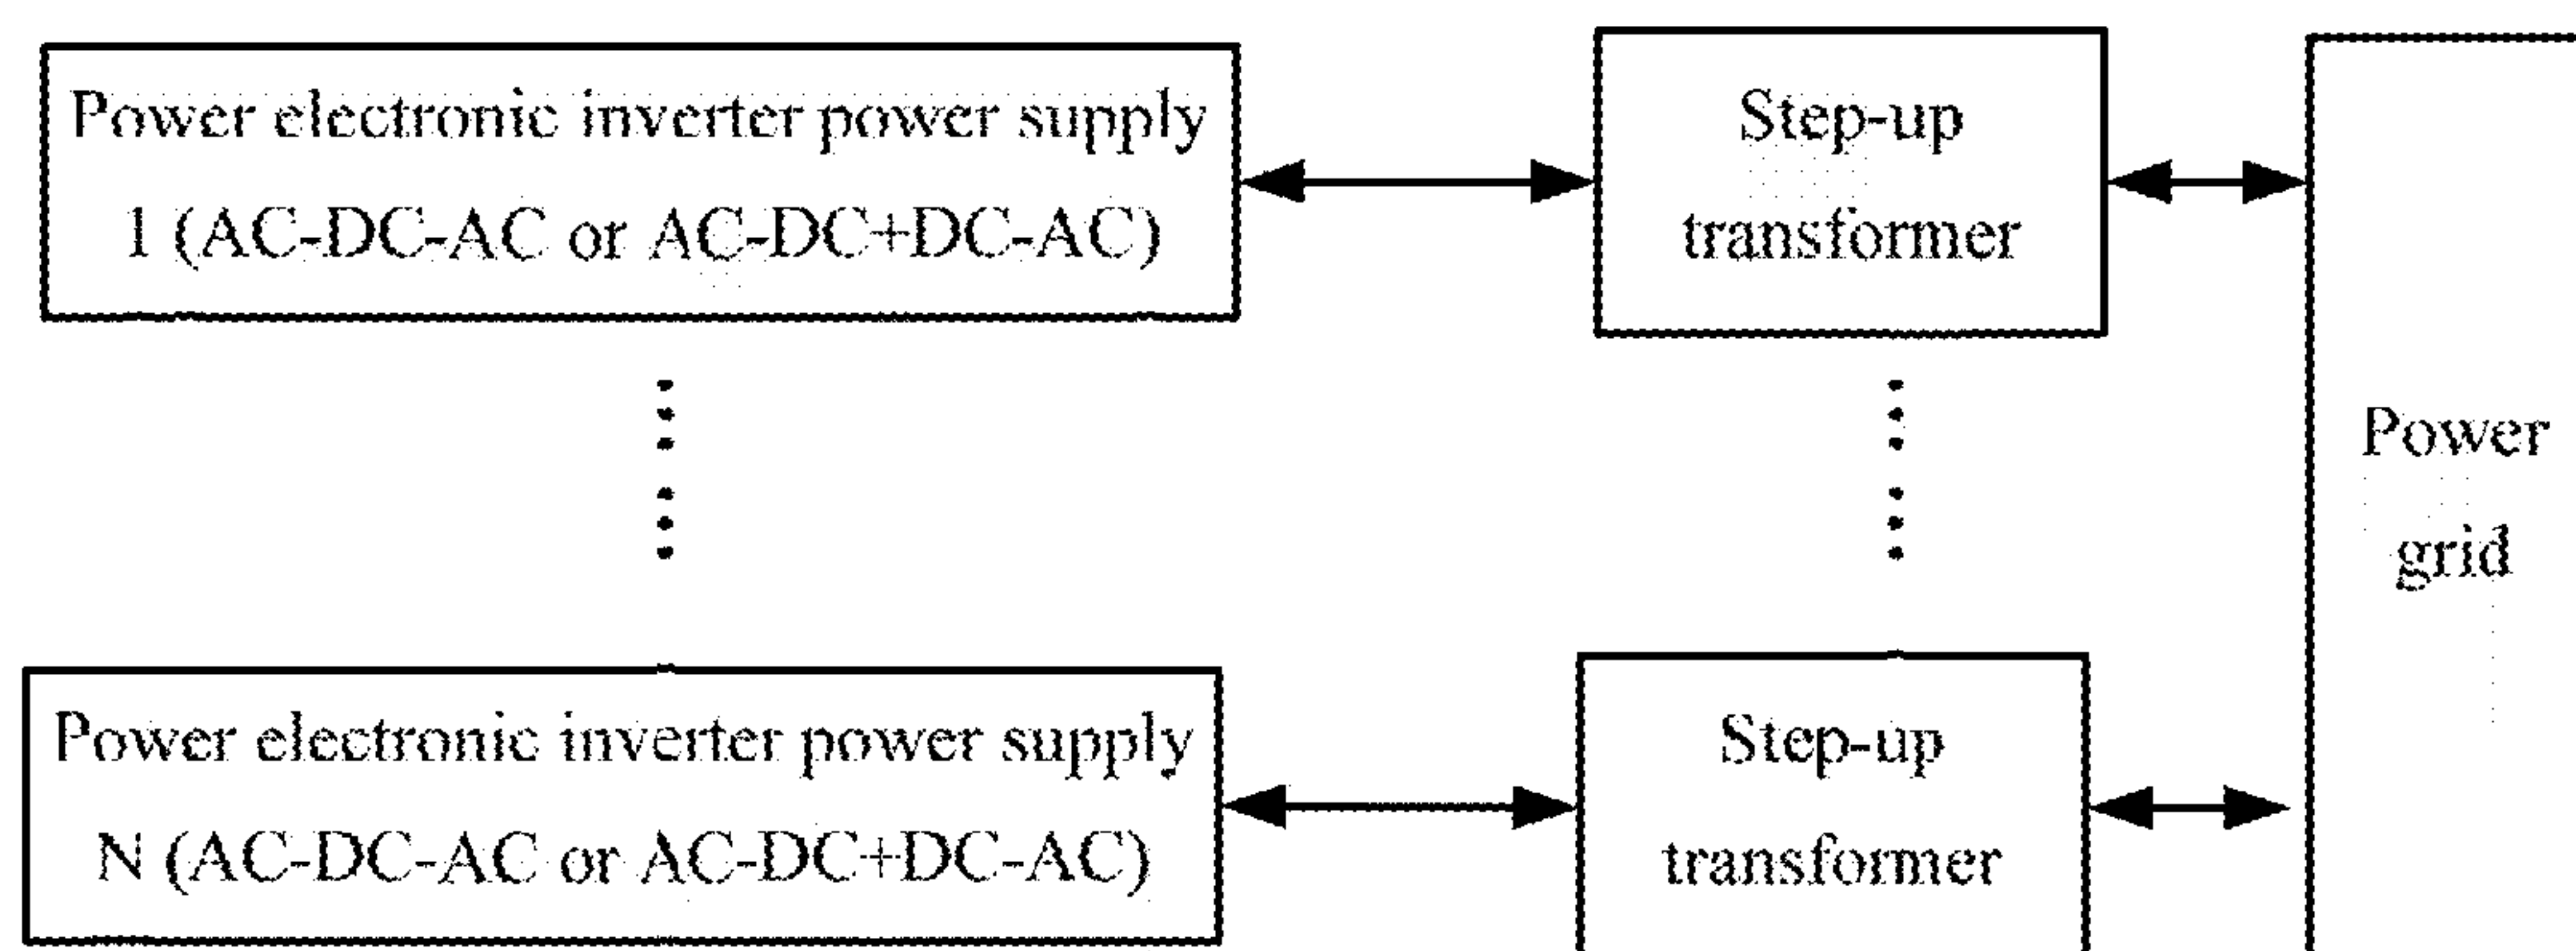 Power electronic inverter power supply
1 (AC-DC-AC or AC-DC+DC-AC)
Step-up
transformer
Power
grid
Power electronic inverter power supply
N (AC-DC-AC or AC-DC+DC-AC)
Step-up
transformer